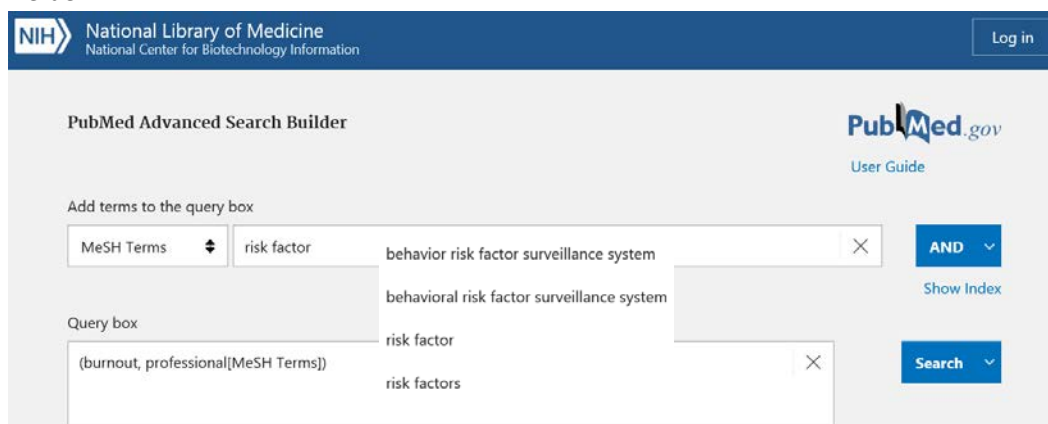 NIH
National Library of Medicine
National Center for Biotechnology Information
Log in
PubMed Advanced Search Builder
PubMed.gov
User Guide
Add terms to the query box
MeSH Terms
risk factor
AND
behavior risk factor surveillance system
behavioral risk factor surveillance system
risk factor
risk factors
Show Index
Query box
(burnout, professional[MeSH Terms])
Search